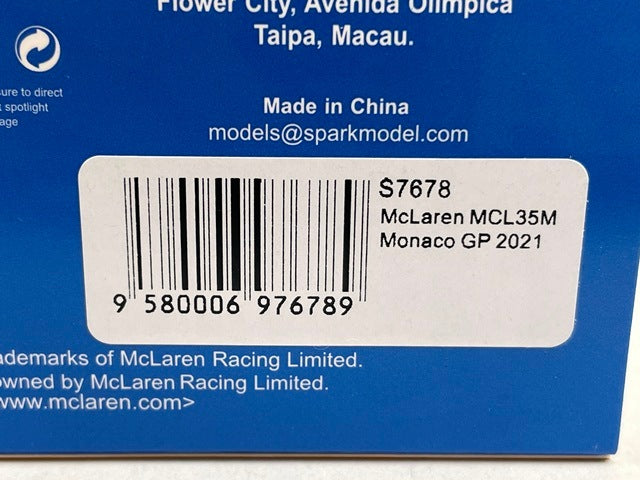 Flower City, Avenida Olimpica
Taipa, Macau.
sure to direct
spotlight
Made in China
models@sparkmodel.com
S7678
McLaren MCL35M
Monaco GP 2021
9 580006 976789
ademarks of McLaren Racing Limited.
owned by McLaren Racing Limited.
www.mclaren.com>